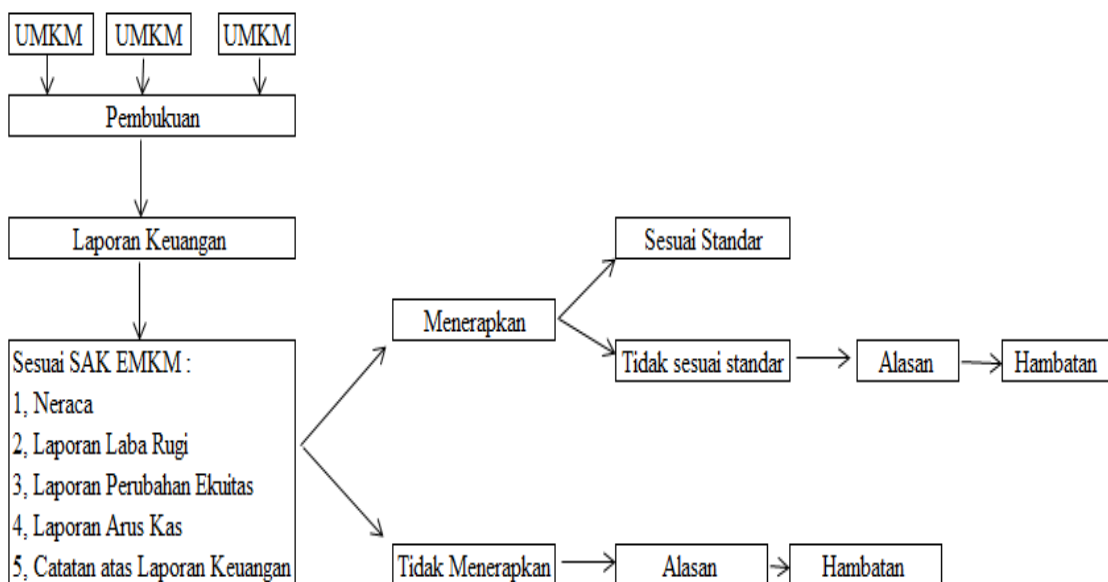 UMKM
UMKM
UMKM
Pembukuan
Laporan Keuangan
Sesuai SAK EMKM :
1, Neraca
2, Laporan Laba Rugi
3, Laporan Perubahan Ekuitas
4, Laporan Arus Kas
5, Catatan atas Laporan Keuangan
Menerapkan
Sesuai Standar
Tidak sesuai standar
Alasan
Hambatan
Tidak Menerapkan
Alasan
Hambatan